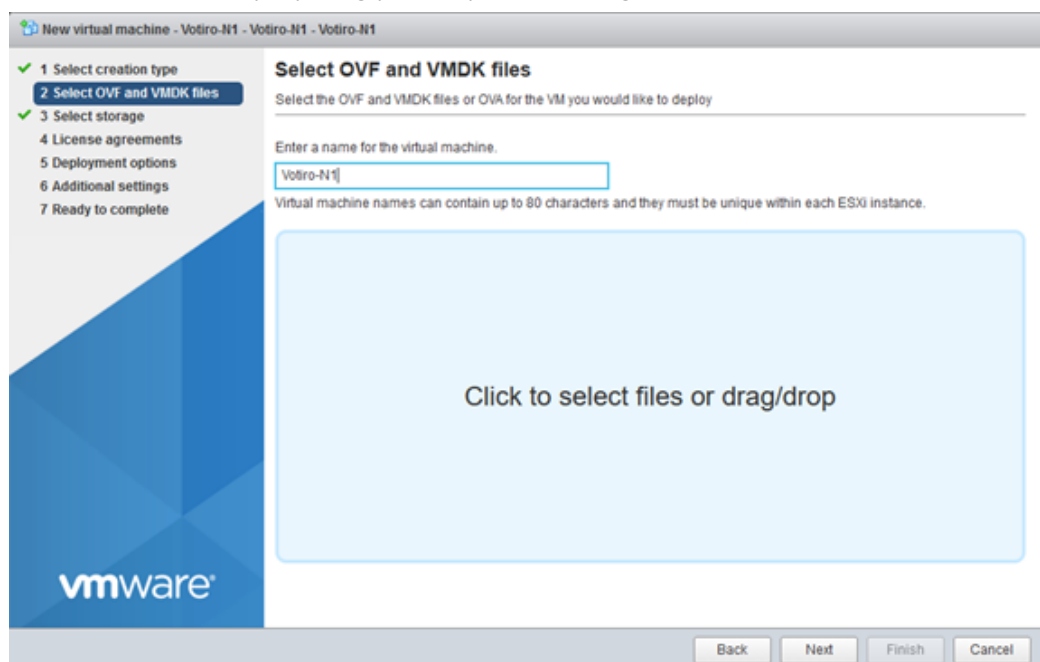 New virtual machine - Votiro-N1 - Votiro-N1 - Votiro-N1
1 Select creation type
2 Select OVF and VMDK files
3 Select storage
4 License agreements
5 Deployment options
6 Additional settings
7 Ready to complete
Select OVF and VMDK files
Select the OVF and VMDK files or OVA for the VM you would like to deploy
Enter a name for the virtual machine.
Votiro-N1
Virtual machine names can contain up to 80 characters and they must be unique within each ESXi instance.
Click to select files or drag/drop
vmware®
Back Next Finish Cancel